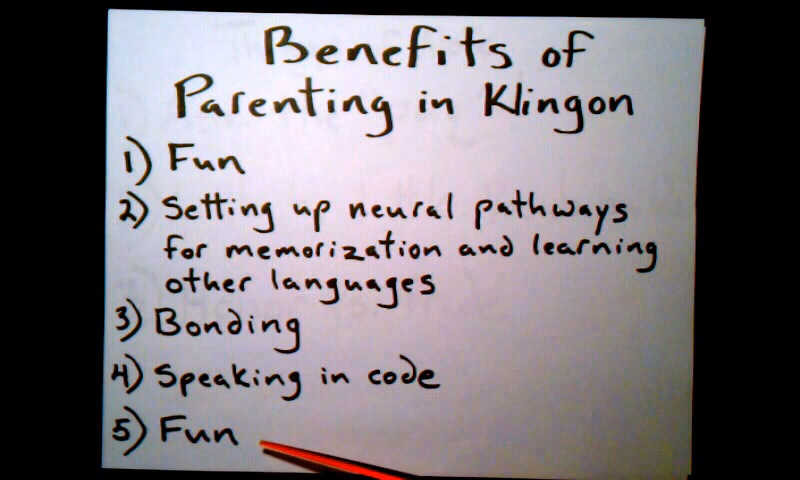 Benefits of
Parenting in Klingon
1) Fun
2) Setting up neural pathways
for memorization and learning
other languages
3) Bonding
4) Speaking in code
5) Fun